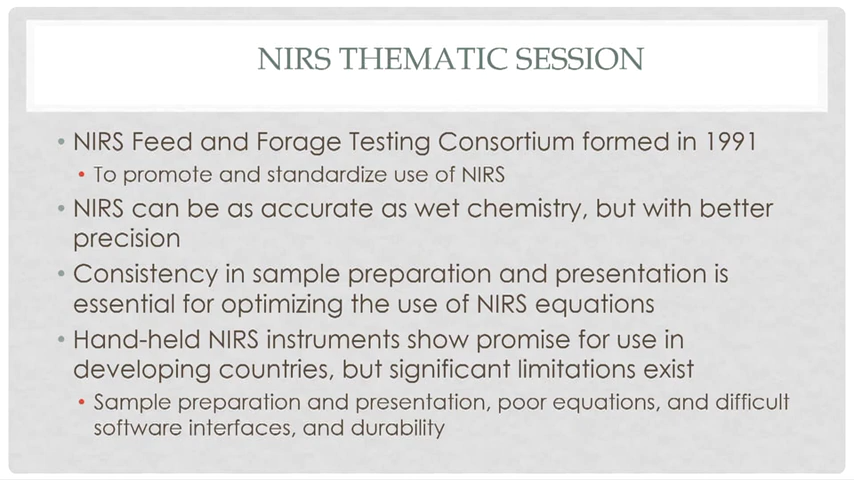 NIRS THEMATIC SESSION
• NIRS Feed and Forage Testing Consortium formed in 1991
• To promote and standardize use of NIRS
• NIRS can be as accurate as wet chemistry, but with better
precision
• Consistency in sample preparation and presentation is
essential for optimizing the use of NIRS equations
• Hand-held NIRS instruments show promise for use in
developing countries, but significant limitations exist
• Sample preparation and presentation, poor equations, and difficult
software interfaces, and durability